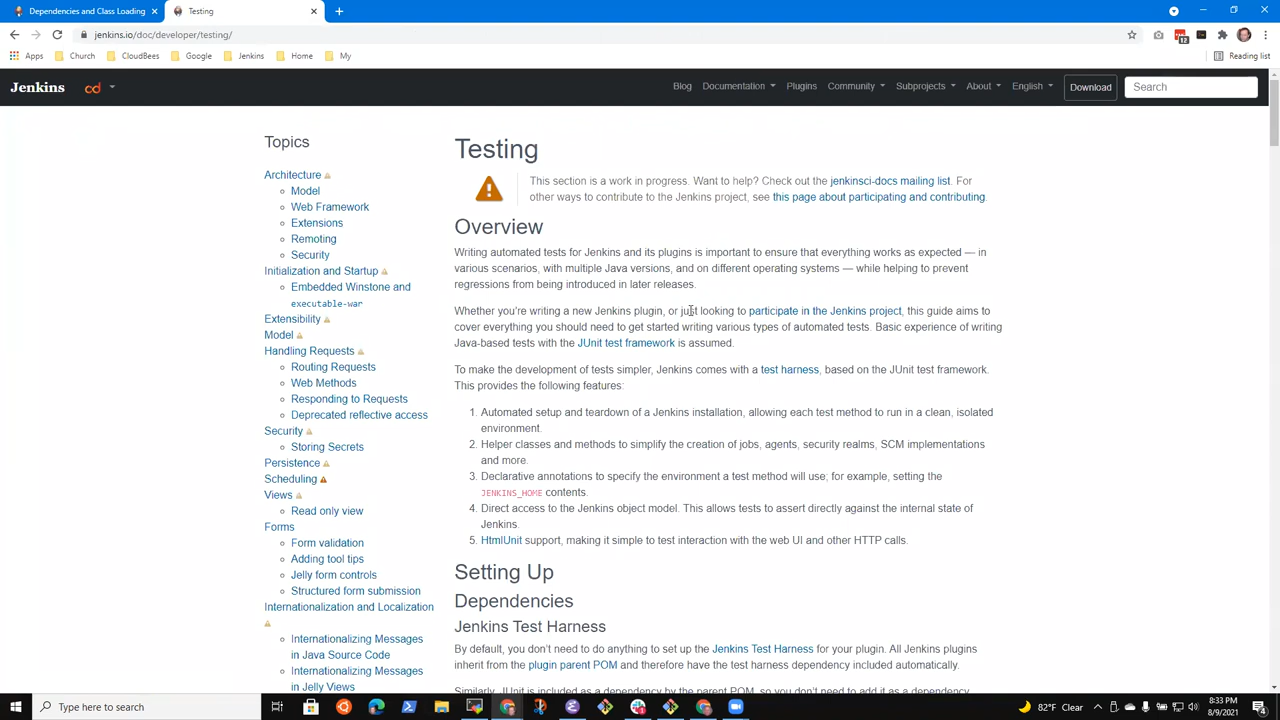 Dependencies and Class Loading
Testing
jenkins.io/doc/developer/testing/
12
Apps
Church
CloudBees
Google
Jenkins
Home
My
Reading list
Jenkins
cd
Blog
Documentation
Plugins
Community
Subprojects
About
English
Download
Search
Topics
Architecture
Model
Web Framework
Extensions
Remoting
Security
Initialization and Startup
Embedded Winstone and
executable-war
Extensibility
Model
Handling Requests
Routing Requests
Web Methods
Responding to Requests
Deprecated reflective access
Security
Storing Secrets
Persistence
Scheduling
Views
Read only view
Forms
Form validation
Adding tool tips
Jelly form controls
Structured form submission
Internationalization and Localization
Internationalizing Messages
in Java Source Code
Internationalizing Messages
in Jelly Views
Testing
This section is a work in progress. Want to help? Check out the jenkinsci-docs mailing list. For
other ways to contribute to the Jenkins project, see this page about participating and contributing.
Overview
Writing automated tests for Jenkins and its plugins is important to ensure that everything works as expected — in
various scenarios, with multiple Java versions, and on different operating systems — while helping to prevent
regressions from being introduced in later releases.
Whether you're writing a new Jenkins plugin, or just looking to participate in the Jenkins project, this guide aims to
cover everything you should need to get started writing various types of automated tests. Basic experience of writing
Java-based tests with the JUnit test framework is assumed.
To make the development of tests simpler, Jenkins comes with a test harness, based on the JUnit test framework.
This provides the following features:
1. Automated setup and teardown of a Jenkins installation, allowing each test method to run in a clean, isolated
environment.
2. Helper classes and methods to simplify the creation of jobs, agents, security realms, SCM implementations
and more.
3. Declarative annotations to specify the environment a test method will use; for example, setting the
JENKINS_HOME contents.
4. Direct access to the Jenkins object model. This allows tests to assert directly against the internal state of
Jenkins.
5. HtmlUnit support, making it simple to test interaction with the web UI and other HTTP calls.
Setting Up
Dependencies
Jenkins Test Harness
By default, you don't need to do anything to set up the Jenkins Test Harness for your plugin. All Jenkins plugins
inherit from the plugin parent POM and therefore have the test harness dependency included automatically.
Similarly, JUnit is included as a dependency by the parent POM, so you don't need to add it as a dependency
Type here to search
82°F Clear
8:33 PM
8/9/2021
4